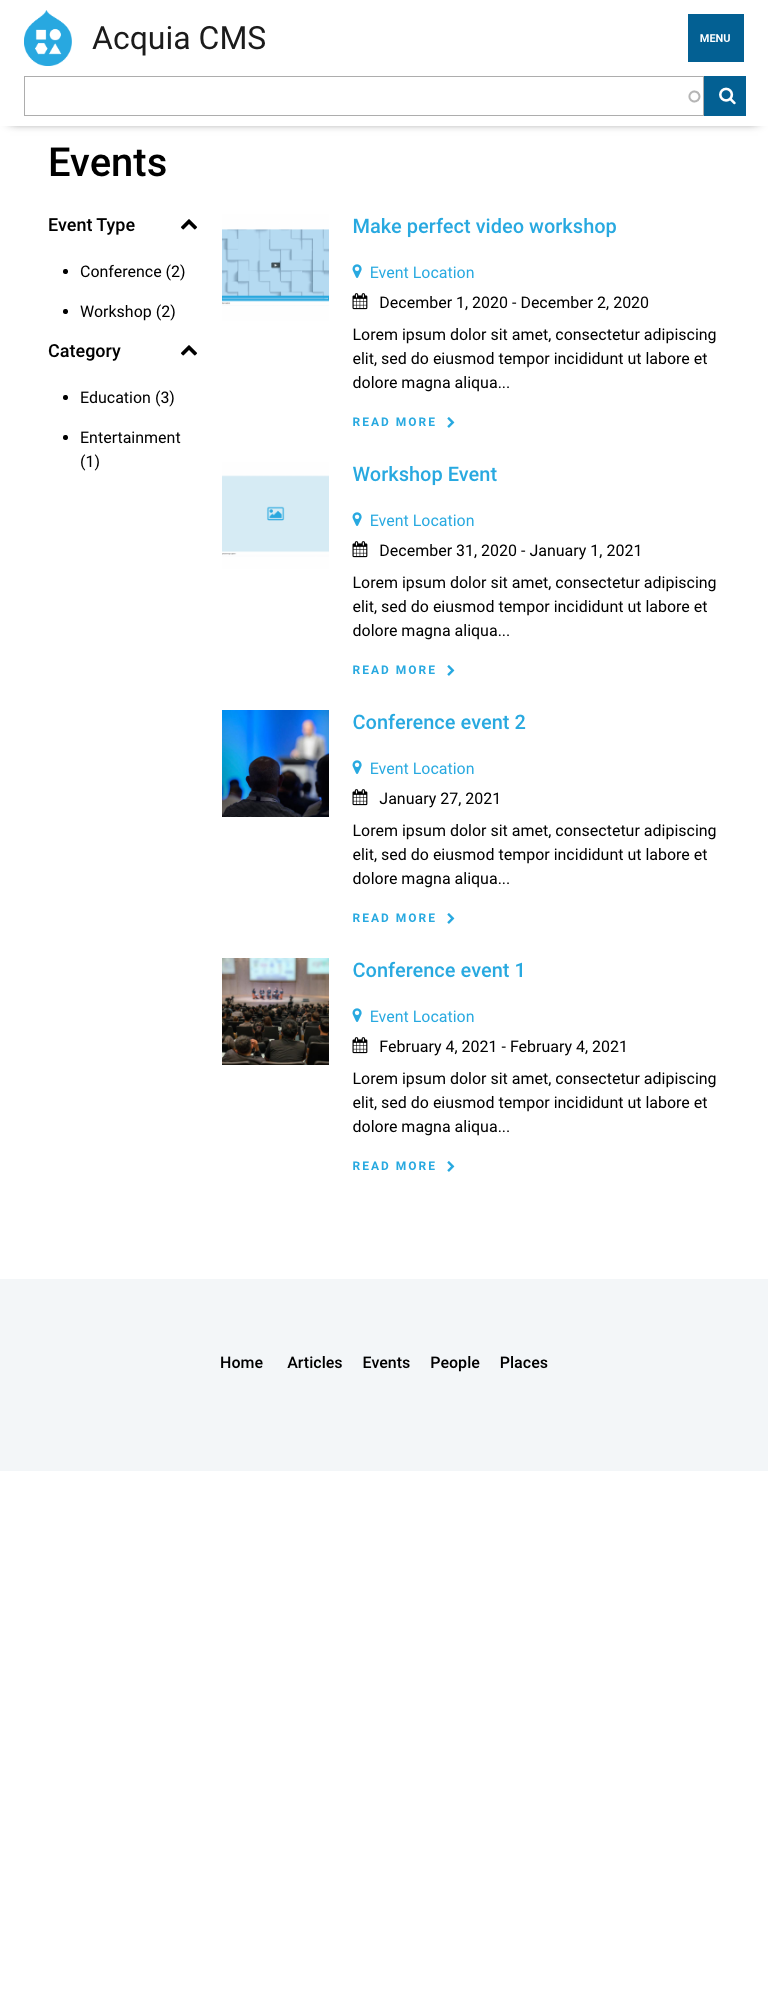 Acquia CMS
MENU
Events
Event Type
Conference (2)
Workshop (2)
Category
Education (3)
Entertainment
(1)
Make perfect video workshop
Event Location
December 1, 2020 - December 2, 2020
Lorem ipsum dolor sit amet, consectetur adipiscing
elit, sed do eiusmod tempor incididunt ut labore et
dolore magna aliqua...
READ MORE
Workshop Event
Event Location
December 31, 2020 - January 1, 2021
Lorem ipsum dolor sit amet, consectetur adipiscing
elit, sed do eiusmod tempor incididunt ut labore et
dolore magna aliqua...
READ MORE
Conference event 2
Event Location
January 27, 2021
Lorem ipsum dolor sit amet, consectetur adipiscing
elit, sed do eiusmod tempor incididunt ut labore et
dolore magna aliqua...
READ MORE
Conference event 1
Event Location
February 4, 2021 - February 4, 2021
Lorem ipsum dolor sit amet, consectetur adipiscing
elit, sed do eiusmod tempor incididunt ut labore et
dolore magna aliqua...
READ MORE
Home Articles Events People Places